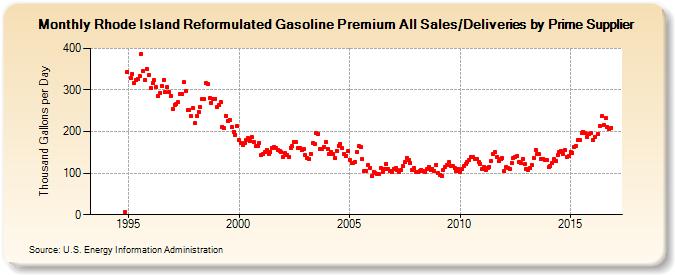 Monthly Rhode Island Reformulated Gasoline Premium All Sales/Deliveries by Prime Supplier
Thousand Gallons per Day
400
300
200
100
0
1995 2000 2005 2010 2015
Source: U.S. Energy Information Administration